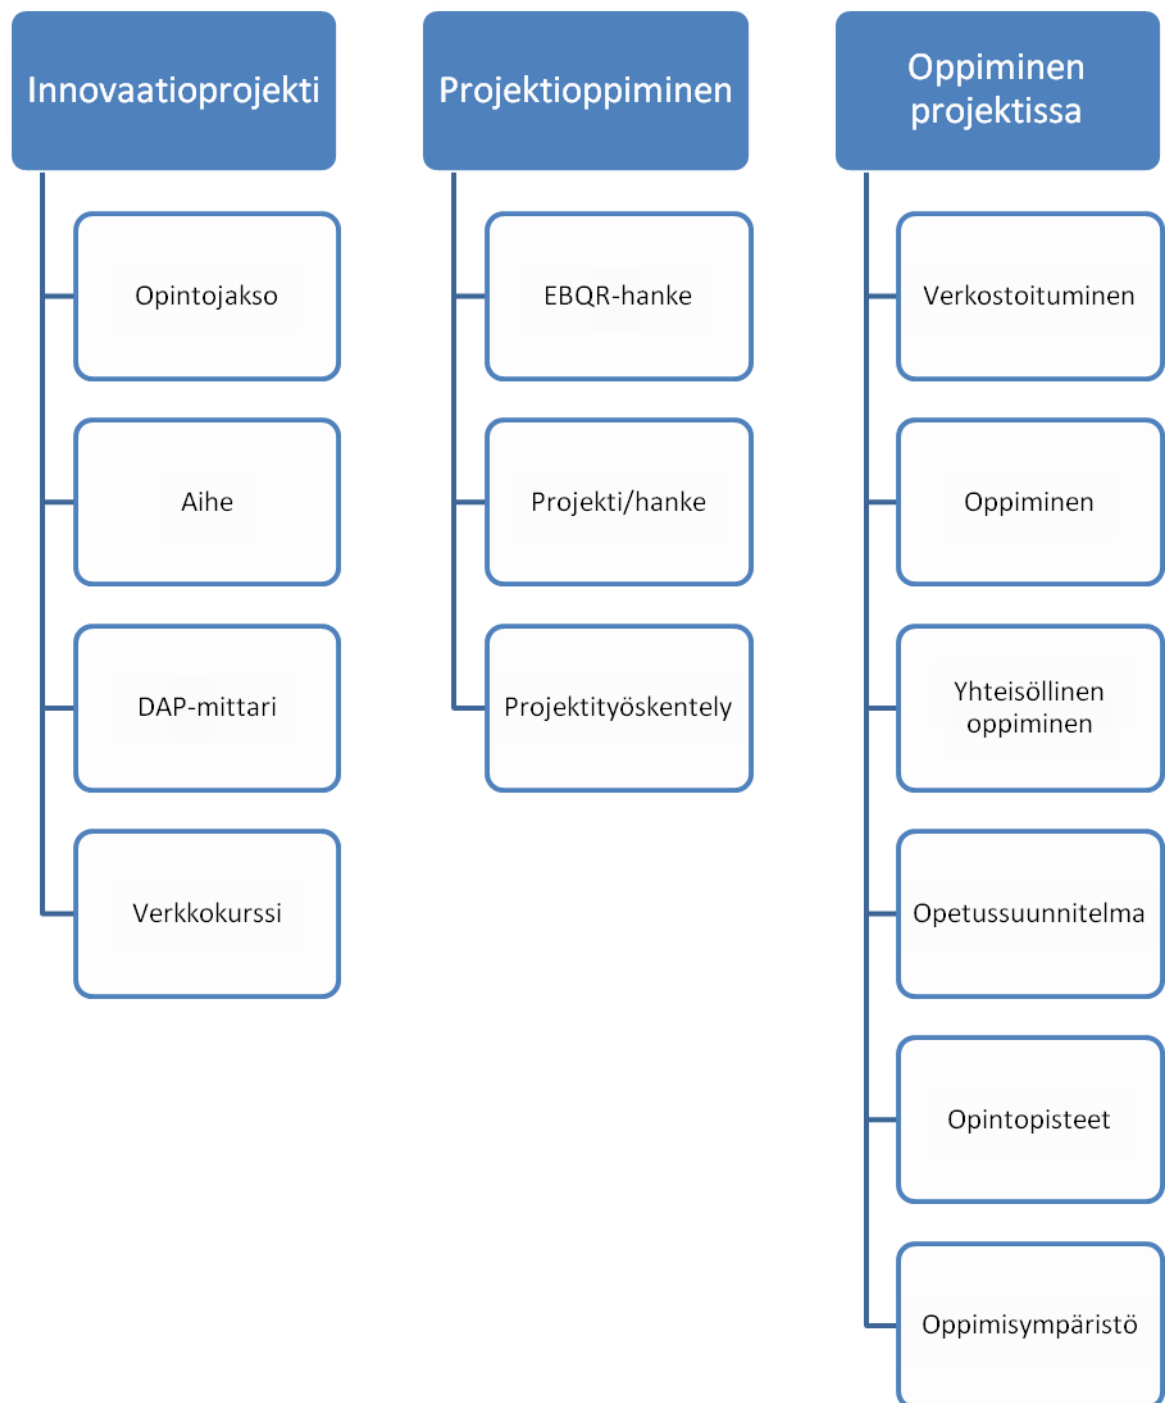 Innovaatioprojekti
Opintojakso
Aihe
DAP-mittari
Verkkokurssi
Projektioppiminen
EBQR-hanke
Projekti/hanke
Projektityöskentely
Oppiminen
projektissa
Verkostoituminen
Oppiminen
Yhteisöllinen
oppiminen
Opetussuunnitelma
Opintopisteet
Oppimisympäristö